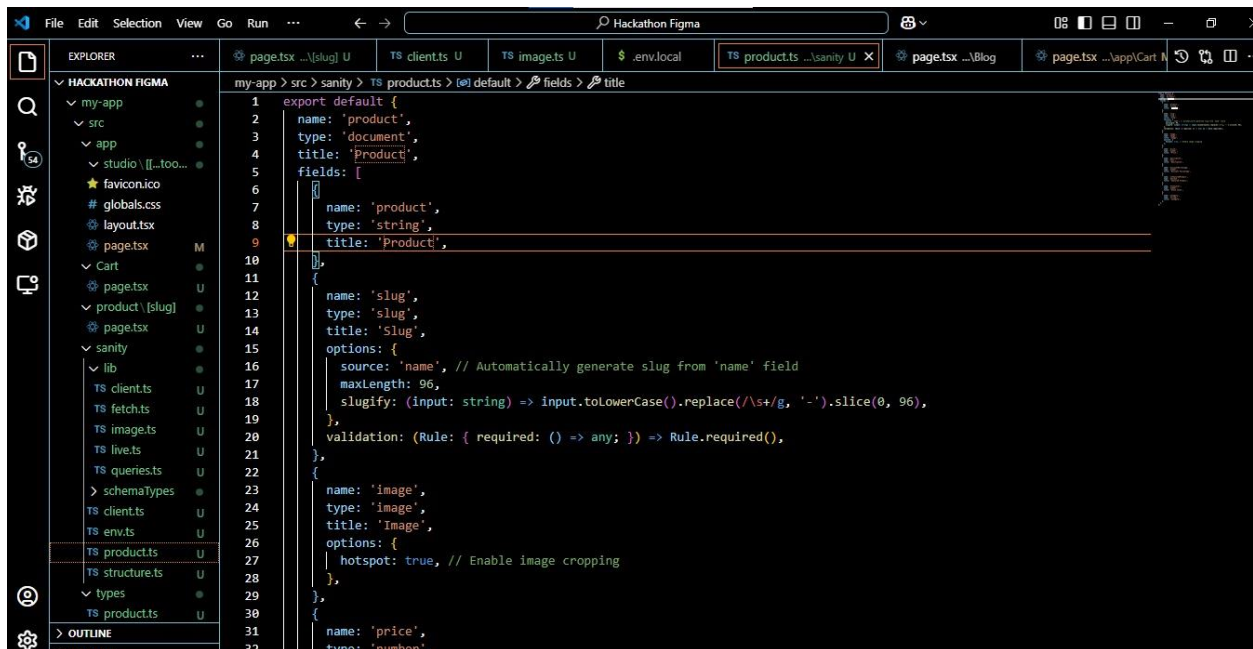 File Edit Selection View Go Run ··· ← → Hackathon Figma
EXPLORER ···
HACKATHON FIGMA
my-app
src
app
studio \ [[...too...
favicon.ico
# globals.css
layout.tsx
page.tsx M
Cart
page.tsx U
product \ [slug]
page.tsx U
sanity
lib
TS client.ts U
TS fetch.ts U
TS image.ts U
TS live.ts U
TS queries.ts U
schemaTypes
TS client.ts U
TS env.ts U
TS product.ts U
TS structure.ts U
types
TS product.ts U
OUTLINE
54
page.tsx ...\[slug] U TS client.ts U TS image.ts U $ .env.local TS product.ts ...\sanity U × page.tsx ...\Blog page.tsx ...\app\Cart M
my-app > src > sanity > TS product.ts > default > fields > title
1 export default {
2 name: 'product',
3 type: 'document',
4 title: 'Product',
5 fields: [
6 {
7 name: 'product',
8 type: 'string',
9 title: 'Product',
10 },
11 {
12 name: 'slug',
13 type: 'slug',
14 title: 'Slug',
15 options: {
16 source: 'name', // Automatically generate slug from 'name' field
17 maxLength: 96,
18 slugify: (input: string) => input.toLowerCase().replace(/\s+/g, '-').slice(0, 96),
19 },
20 validation: (Rule: { required: () => any; }) => Rule.required(),
21 },
22 {
23 name: 'image',
24 type: 'image',
25 title: 'Image',
26 options: {
27 hotspot: true, // Enable image cropping
28 },
29 },
30 {
31 name: 'price',
32 type: 'number',